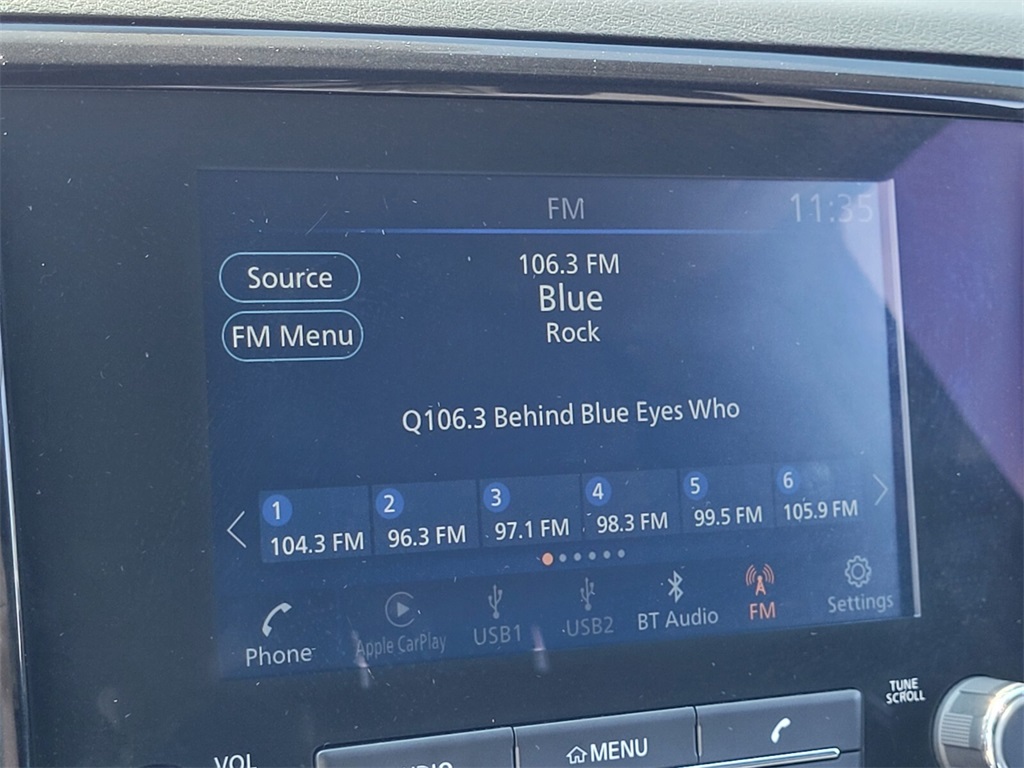 FM
11:35
Source
106.3 FM
Blue
FM Menu
Rock
Q106.3 Behind Blue Eyes Who
1
2
3
4
5
6
104.3 FM
96.3 FM
97.1 FM
98.3 FM
99.5 FM
105.9 FM
Phone
Apple CarPlay
USB1
USB2
BT Audio
FM
Settings
TUNE
SCROLL
VOL
MENU